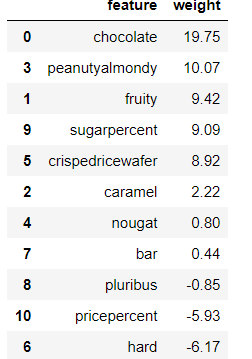 feature weight
0 chocolate 19.75
3 peanutyalmondy 10.07
1 fruity 9.42
9 sugarpercent 9.09
5 crispedricewafer 8.92
2 caramel 2.22
4 nougat 0.80
7 bar 0.44
8 pluribus -0.85
10 pricepercent -5.93
6 hard -6.17